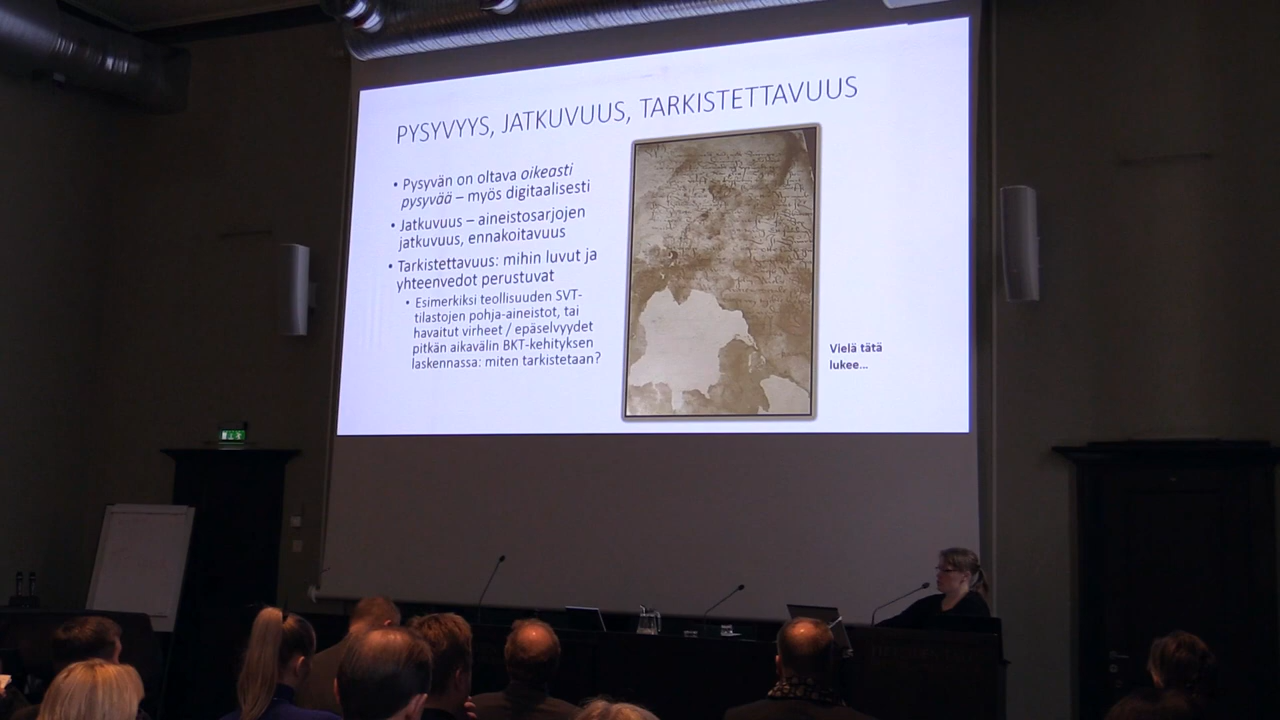 PYSYVYYS, JATKUVUUS, TARKISTETTAVUUS
• Pysyvän on oltava oikeasti
pysyvää – myös digitaalisesti
• Jatkuvuus – aineistosarjojen
jatkuvuus, ennakoitavuus
• Tarkistettavuus: mihin luvut ja
yhteenvedot perustuvat
• Esimerkiksi teollisuuden SVT-
tilastojen pohja-aineistot, tai
havaitut virheet / epäselvyydet
pitkän aikavälin BKT-kehityksen
laskennassa: miten tarkistetaan?
Vielä tätä
lukee...